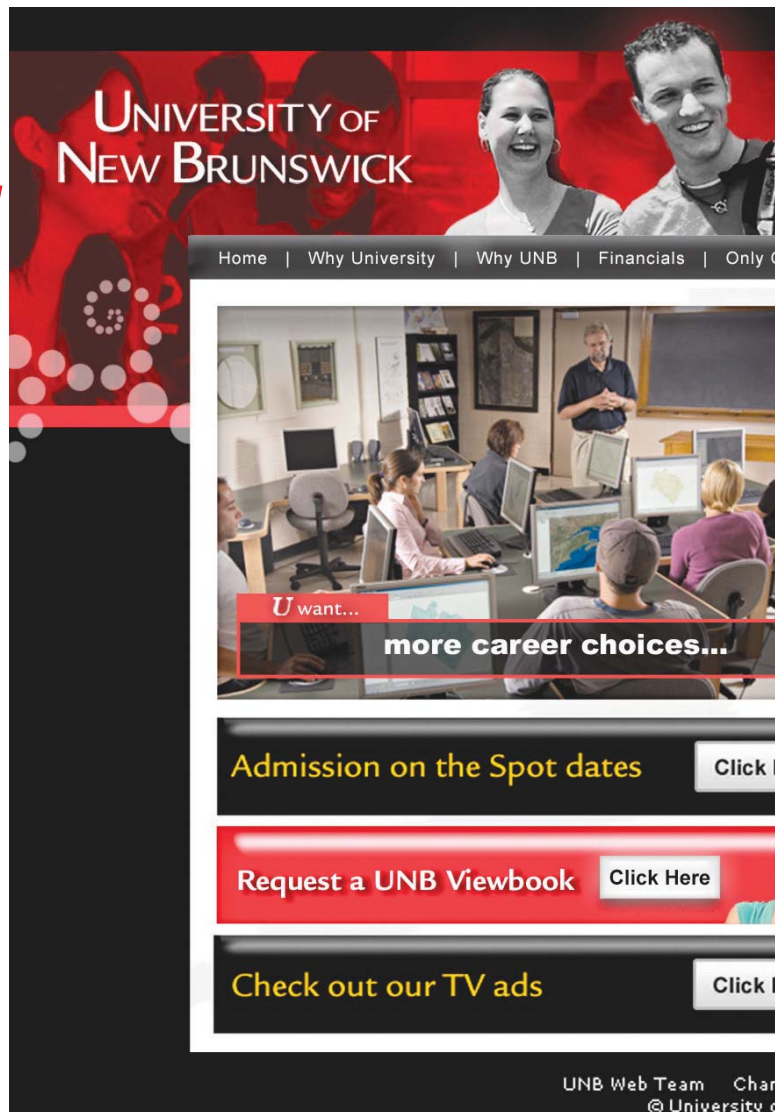 UNIVERSITY OF
NEW BRUNSWICK
Home | Why University | Why UNB | Financials | Only
U want...
more career choices...
Admission on the Spot dates
Click
Request a UNB Viewbook
Click Here
Check out our TV ads
Click
UNB Web Team
© University